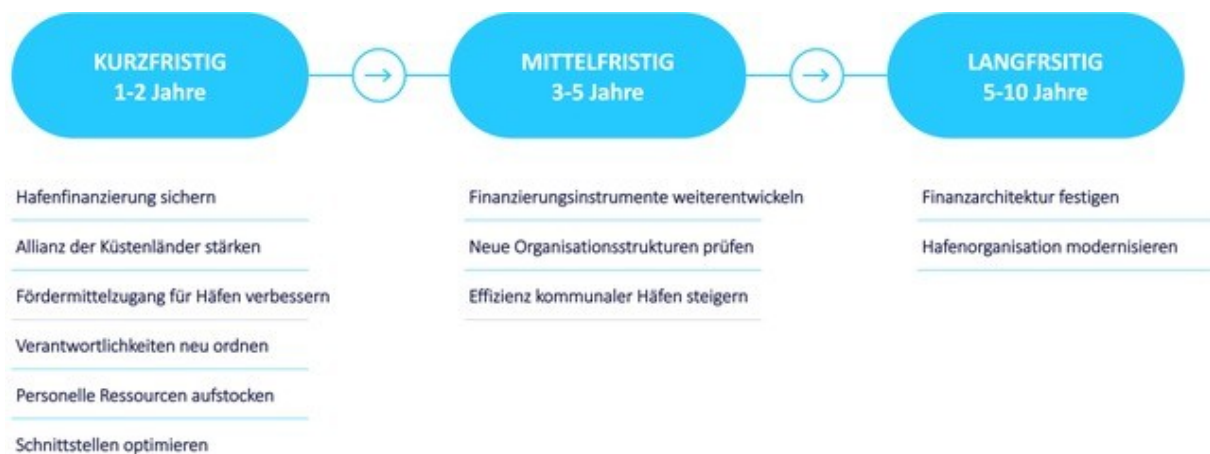 KURZFRISTIG
1-2 Jahre
MITTELFRISTIG
3-5 Jahre
LANGFRSITIG
5-10 Jahre
Hafenfinanzierung sichern
Allianz der Küstenländer stärken
Fördermittelzugang für Häfen verbessern
Verantwortlichkeiten neu ordnen
Personelle Ressourcen aufstocken
Schnittstellen optimieren
Finanzierungsinstrumente weiterentwickeln
Neue Organisationsstrukturen prüfen
Effizienz kommunaler Häfen steigern
Finanzarchitektur festigen
Hafenorganisation modernisieren